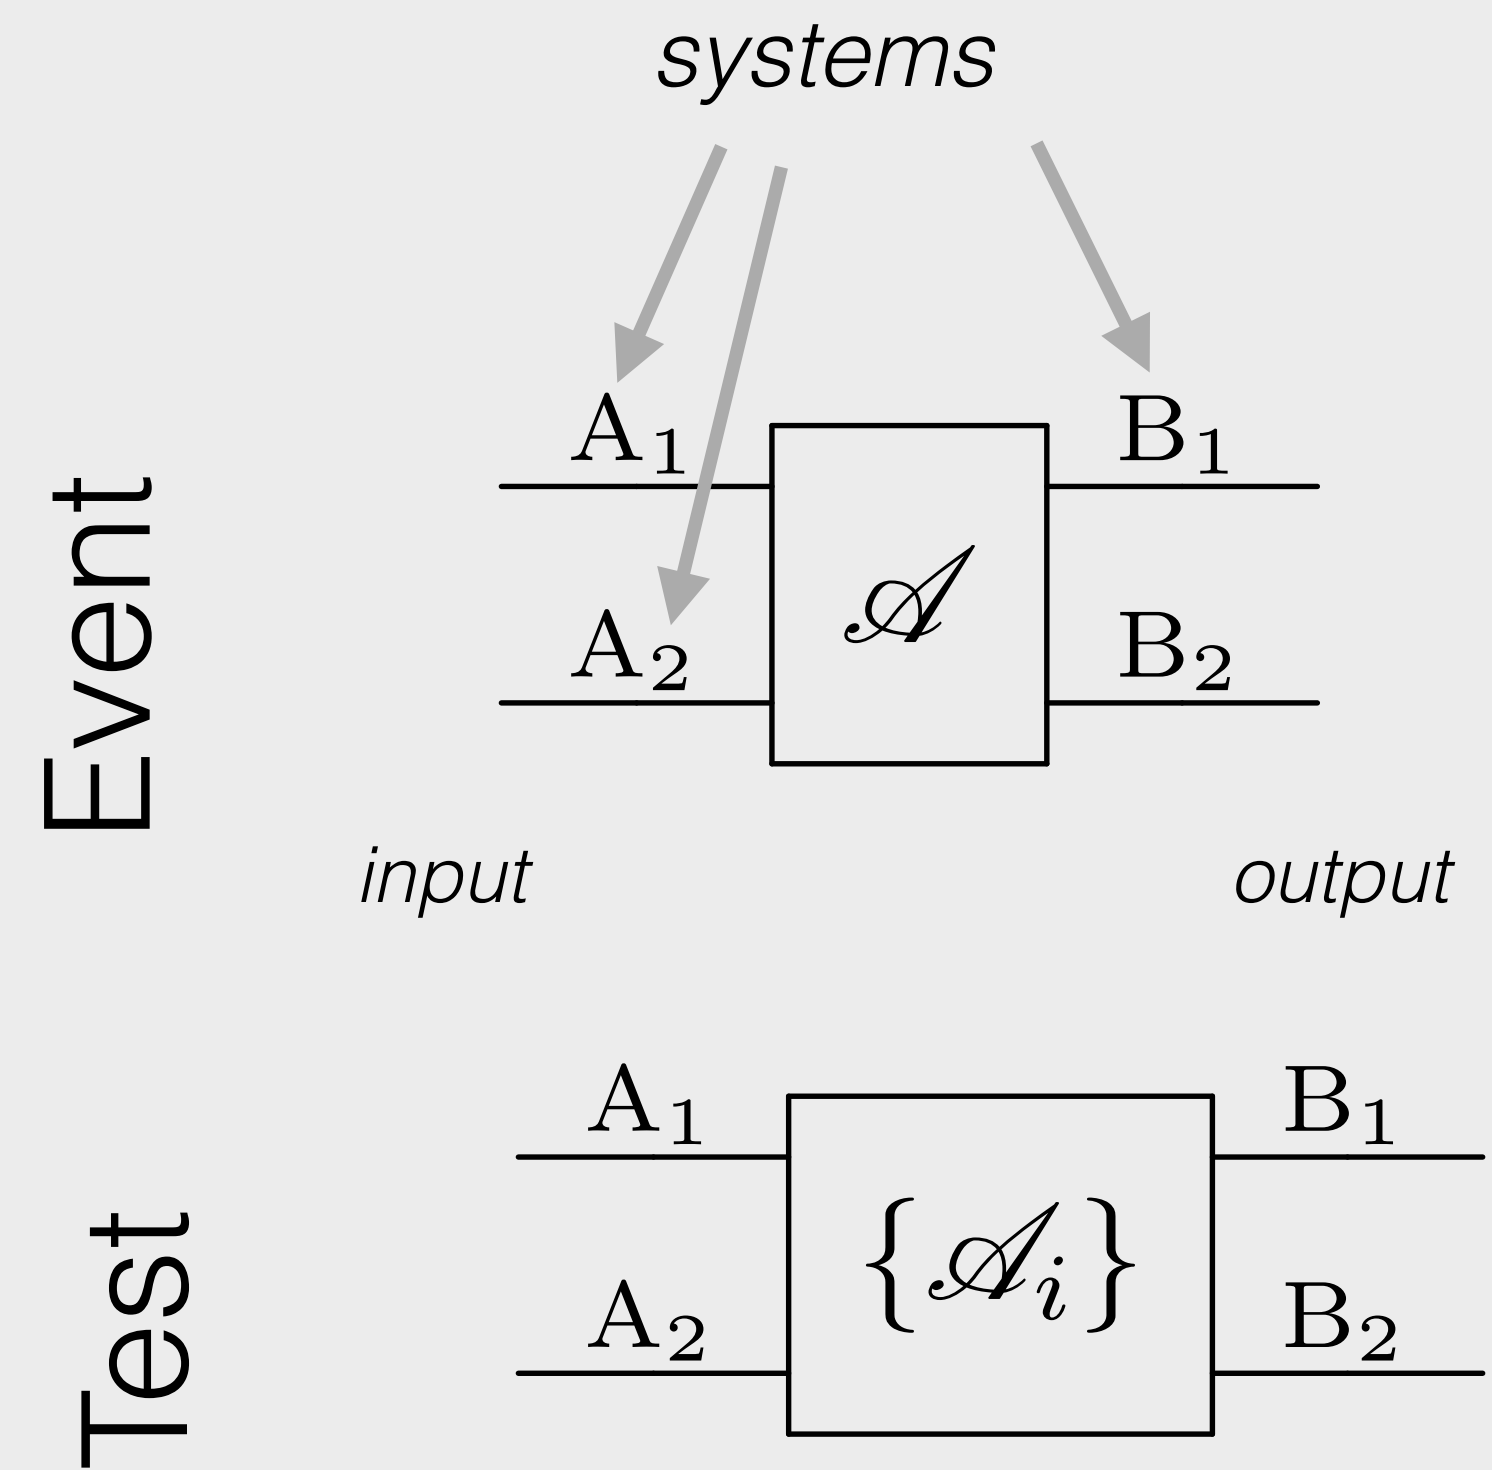 systems
Event
A₁ B₁
𝒜
A₂ B₂
input output
Test
A₁ B₁
{𝒜ᵢ}
A₂ B₂